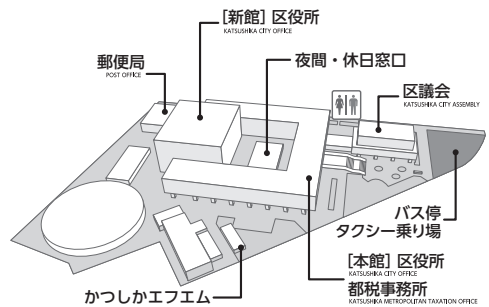 [新館] 区役所
KATSUSHIKA CITY OFFICE
郵便局
POST OFFICE
夜間・休日窓口
区議会
KATSUSHIKA CITY ASSEMBLY
バス停
タクシー乗り場
[本館] 区役所
KATSUSHIKA CITY OFFICE
都税事務所
KATSUSHIKA METROPOLITAN TAXATION OFFICE
かつしかエフエム